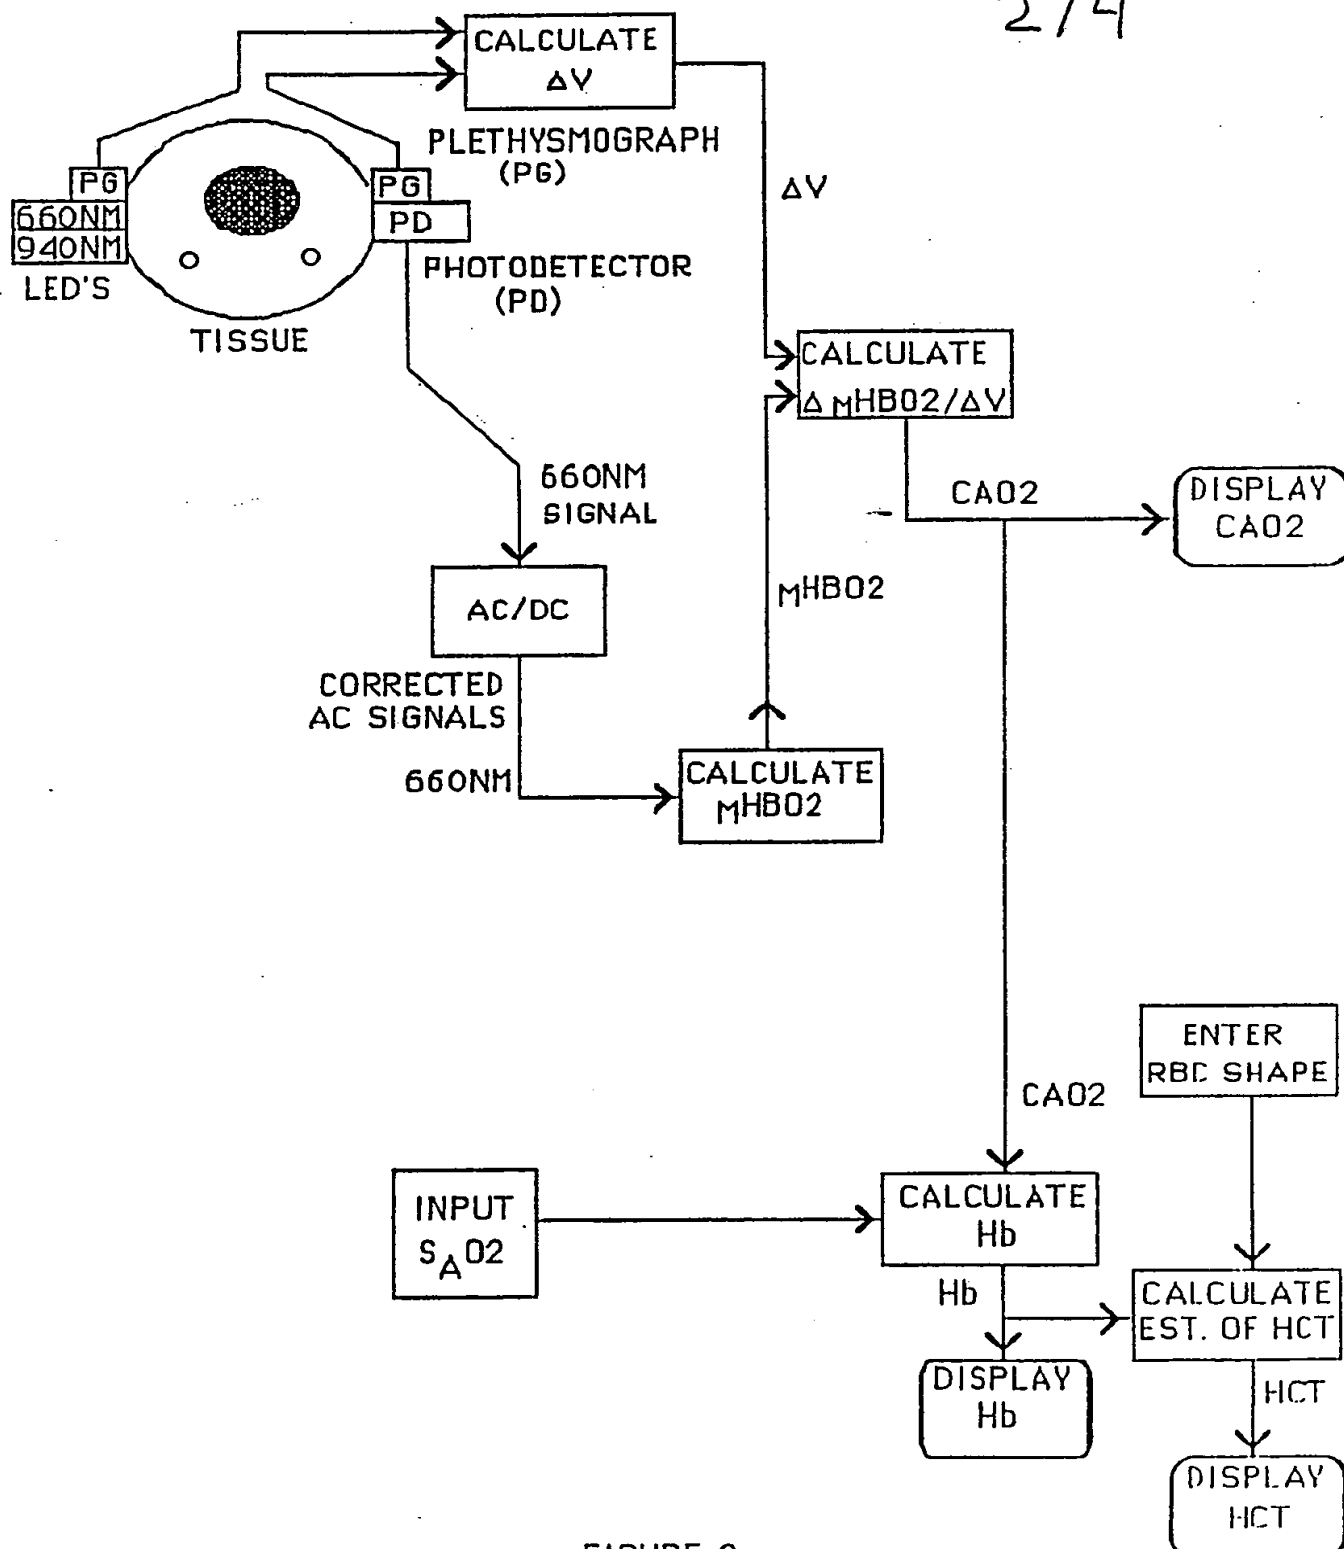 2/4
CALCULATE
ΔV
PLETHYSMOGRAPH
(PG)
PG
PG
660NM
PD
940NM
LED'S
PHOTODETECTOR
(PD)
TISSUE
ΔV
CALCULATE
Δ MHBO2/ΔV
660NM
SIGNAL
CAO2
DISPLAY
CAO2
AC/DC
MHBO2
CORRECTED
AC SIGNALS
660NM
CALCULATE
MHBO2
ENTER
RBC SHAPE
CAO2
INPUT
SAO2
CALCULATE
Hb
Hb
CALCULATE
EST. OF HCT
DISPLAY
Hb
HCT
DISPLAY
HCT